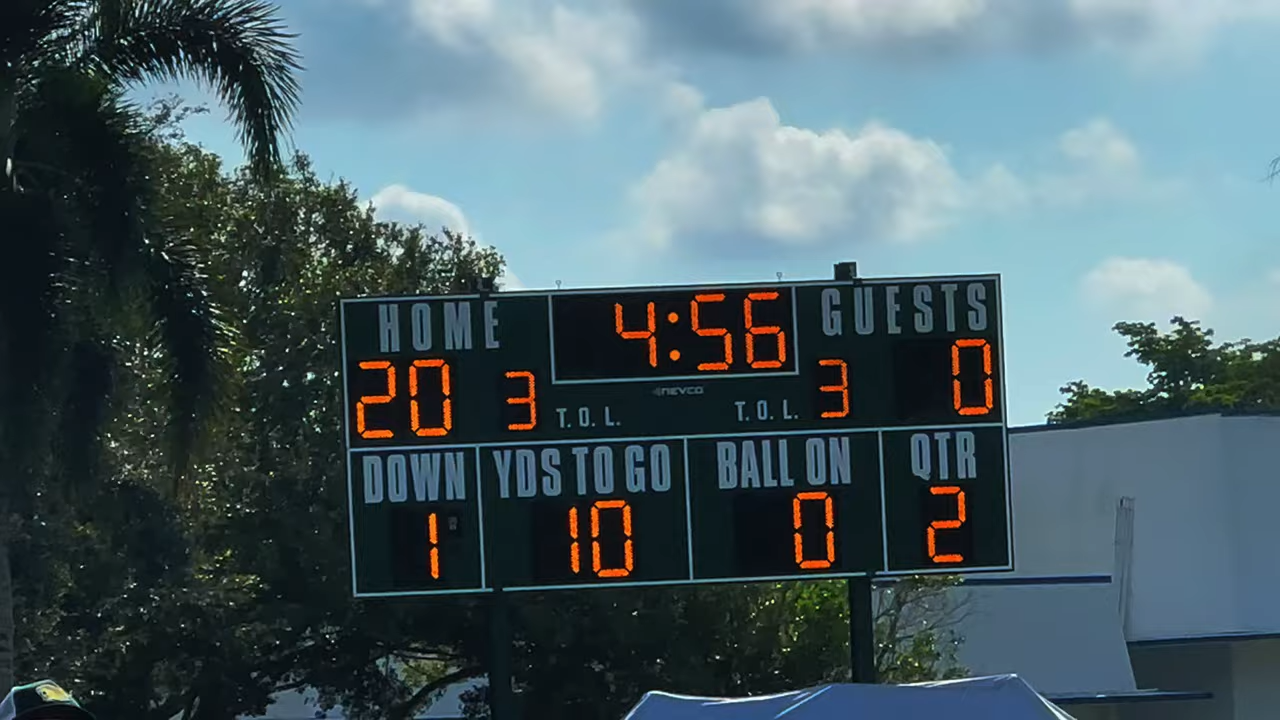 HOME 4:56 GUESTS
20 3 T.O.L. NEVCO T.O.L. 3 0
DOWN YDS TO GO BALL ON QTR
1 10 0 2